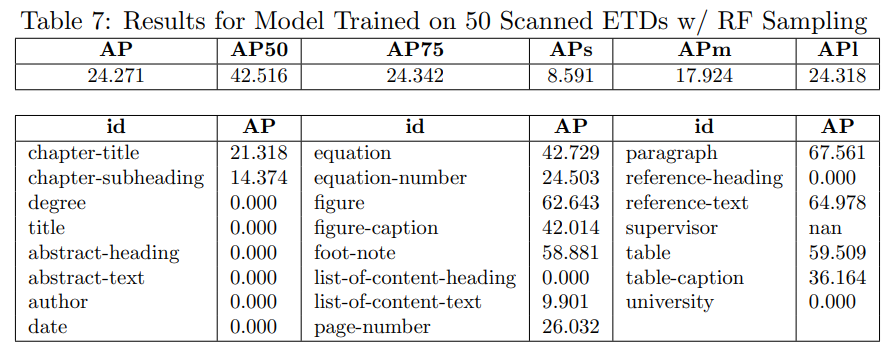 Table 7: Results for Model Trained on 50 Scanned ETDs w/ RF Sampling
AP AP50 AP75 APs APm APl
24.271 42.516 24.342 8.591 17.924 24.318
id AP id AP id AP
chapter-title 21.318 equation 42.729 paragraph 67.561
chapter-subheading 14.374 equation-number 24.503 reference-heading 0.000
degree 0.000 figure 62.643 reference-text 64.978
title 0.000 figure-caption 42.014 supervisor nan
abstract-heading 0.000 foot-note 58.881 table 59.509
abstract-text 0.000 list-of-content-heading 0.000 table-caption 36.164
author 0.000 list-of-content-text 9.901 university 0.000
date 0.000 page-number 26.032